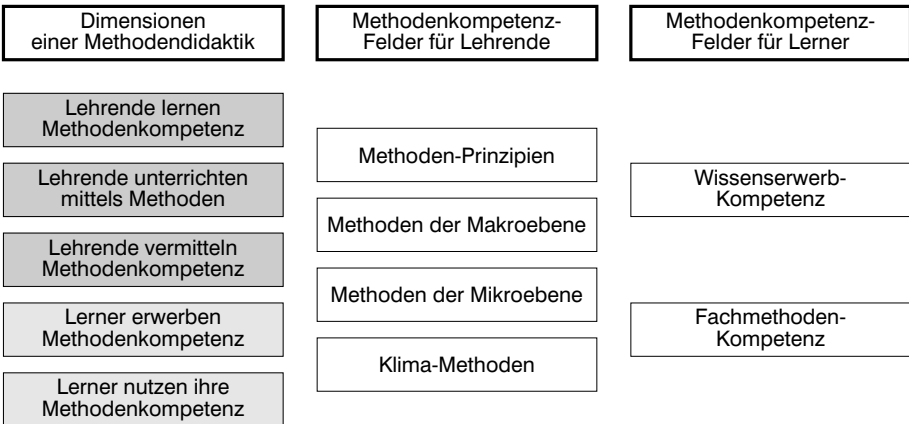 Dimensionen
einer Methodendidaktik
Methodenkompetenz-
Felder für Lehrende
Methodenkompetenz-
Felder für Lerner
Lehrende lernen
Methodenkompetenz
Lehrende unterrichten
mittels Methoden
Lehrende vermitteln
Methodenkompetenz
Lerner erwerben
Methodenkompetenz
Lerner nutzen ihre
Methodenkompetenz
Methoden-Prinzipien
Methoden der Makroebene
Methoden der Mikroebene
Klima-Methoden
Wissenserwerb-
Kompetenz
Fachmethoden-
Kompetenz